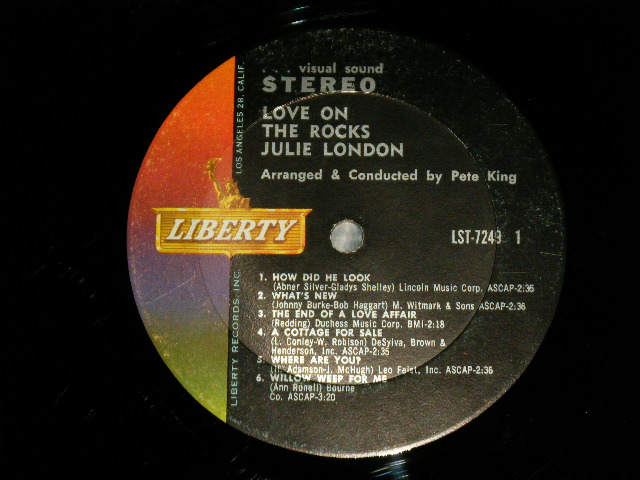 ... visual sound
STEREO
LOVE ON
THE ROCKS
JULIE LONDON
Arranged & Conducted by Pete King
LIBERTY
LST-7249 1
1. HOW DID HE LOOK
(Abner Silver-Gladys Shelley) Lincoln Music Corp. ASCAP-2:35
2. WHAT'S NEW
(Johnny Burke-Bob Haggart) M. Witmark & Sons ASCAP-2:36
3. THE END OF A LOVE AFFAIR
(Redding) Duchess Music Corp. BMI-2:18
4. A COTTAGE FOR SALE
(L. Conley-W. Robison) DeSylva, Brown &
Henderson, Inc. ASCAP-2:35
5. WHERE ARE YOU?
(H. Adamson-J. McHugh) Leo Feist, Inc. ASCAP-2:36
6. WILLOW WEEP FOR ME
(Ann Ronell) Bourne
Co. ASCAP-3:20
LIBERTY RECORDS, INC.
LOS ANGELES 28, CALIF.